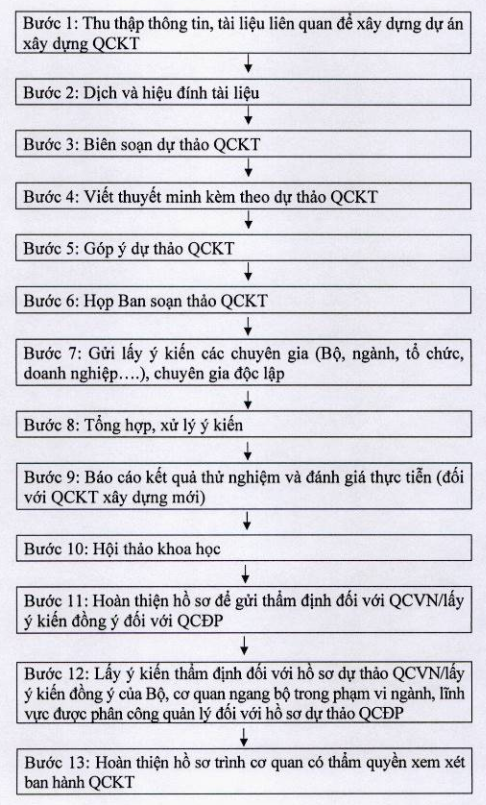 Bước 1: Thu thập thông tin, tài liệu liên quan để xây dựng dự án
xây dựng QCKT
Bước 2: Dịch và hiệu đính tài liệu
Bước 3: Biên soạn dự thảo QCKT
Bước 4: Viết thuyết minh kèm theo dự thảo QCKT
Bước 5: Góp ý dự thảo QCKT
Bước 6: Họp Ban soạn thảo QCKT
Bước 7: Gửi lấy ý kiến các chuyên gia (Bộ, ngành, tổ chức,
doanh nghiệp….), chuyên gia độc lập
Bước 8: Tổng hợp, xử lý ý kiến
Bước 9: Báo cáo kết quả thử nghiệm và đánh giá thực tiễn (đối
với QCKT xây dựng mới)
Bước 10: Hội thảo khoa học
Bước 11: Hoàn thiện hồ sơ để gửi thẩm định đối với QCVN/lấy
ý kiến đồng ý đối với QCĐP
Bước 12: Lấy ý kiến thẩm định đối với hồ sơ dự thảo QCVN/lấy
ý kiến đồng ý của Bộ, cơ quan ngang bộ trong phạm vi ngành, lĩnh
vực được phân công quản lý đối với hồ sơ dự thảo QCĐP
Bước 13: Hoàn thiện hồ sơ trình cơ quan có thẩm quyền xem xét
ban hành QCKT